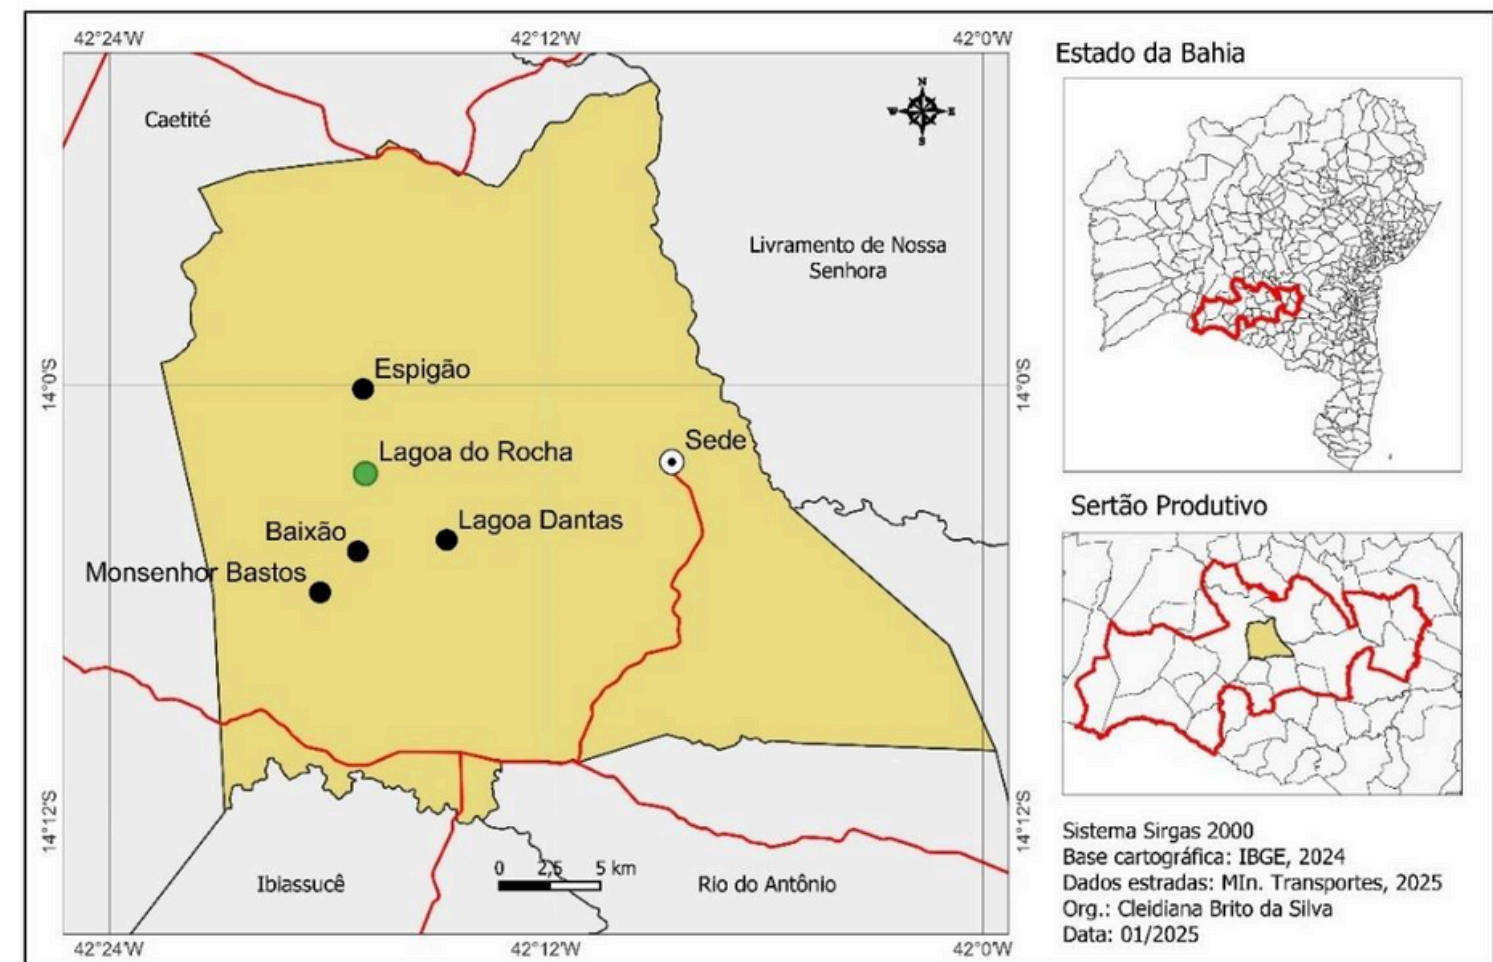 42°24'W
42°12'W
42°0'W
Caetité
N
W
E
S
Livramento de Nossa
Senhora
14°0'S
14°0'S
Espigão
Lagoa do Rocha
Sede
Baixão
Lagoa Dantas
Monsenhor Bastos
14°12'S
14°12'S
0 2,5 5 km
Ibiassucê
Rio do Antônio
42°24'W
42°12'W
42°0'W
Estado da Bahia
Sertão Produtivo
Sistema Sirgas 2000
Base cartográfica: IBGE, 2024
Dados estradas: MIn. Transportes, 2025
Org.: Cleidiana Brito da Silva
Data: 01/2025